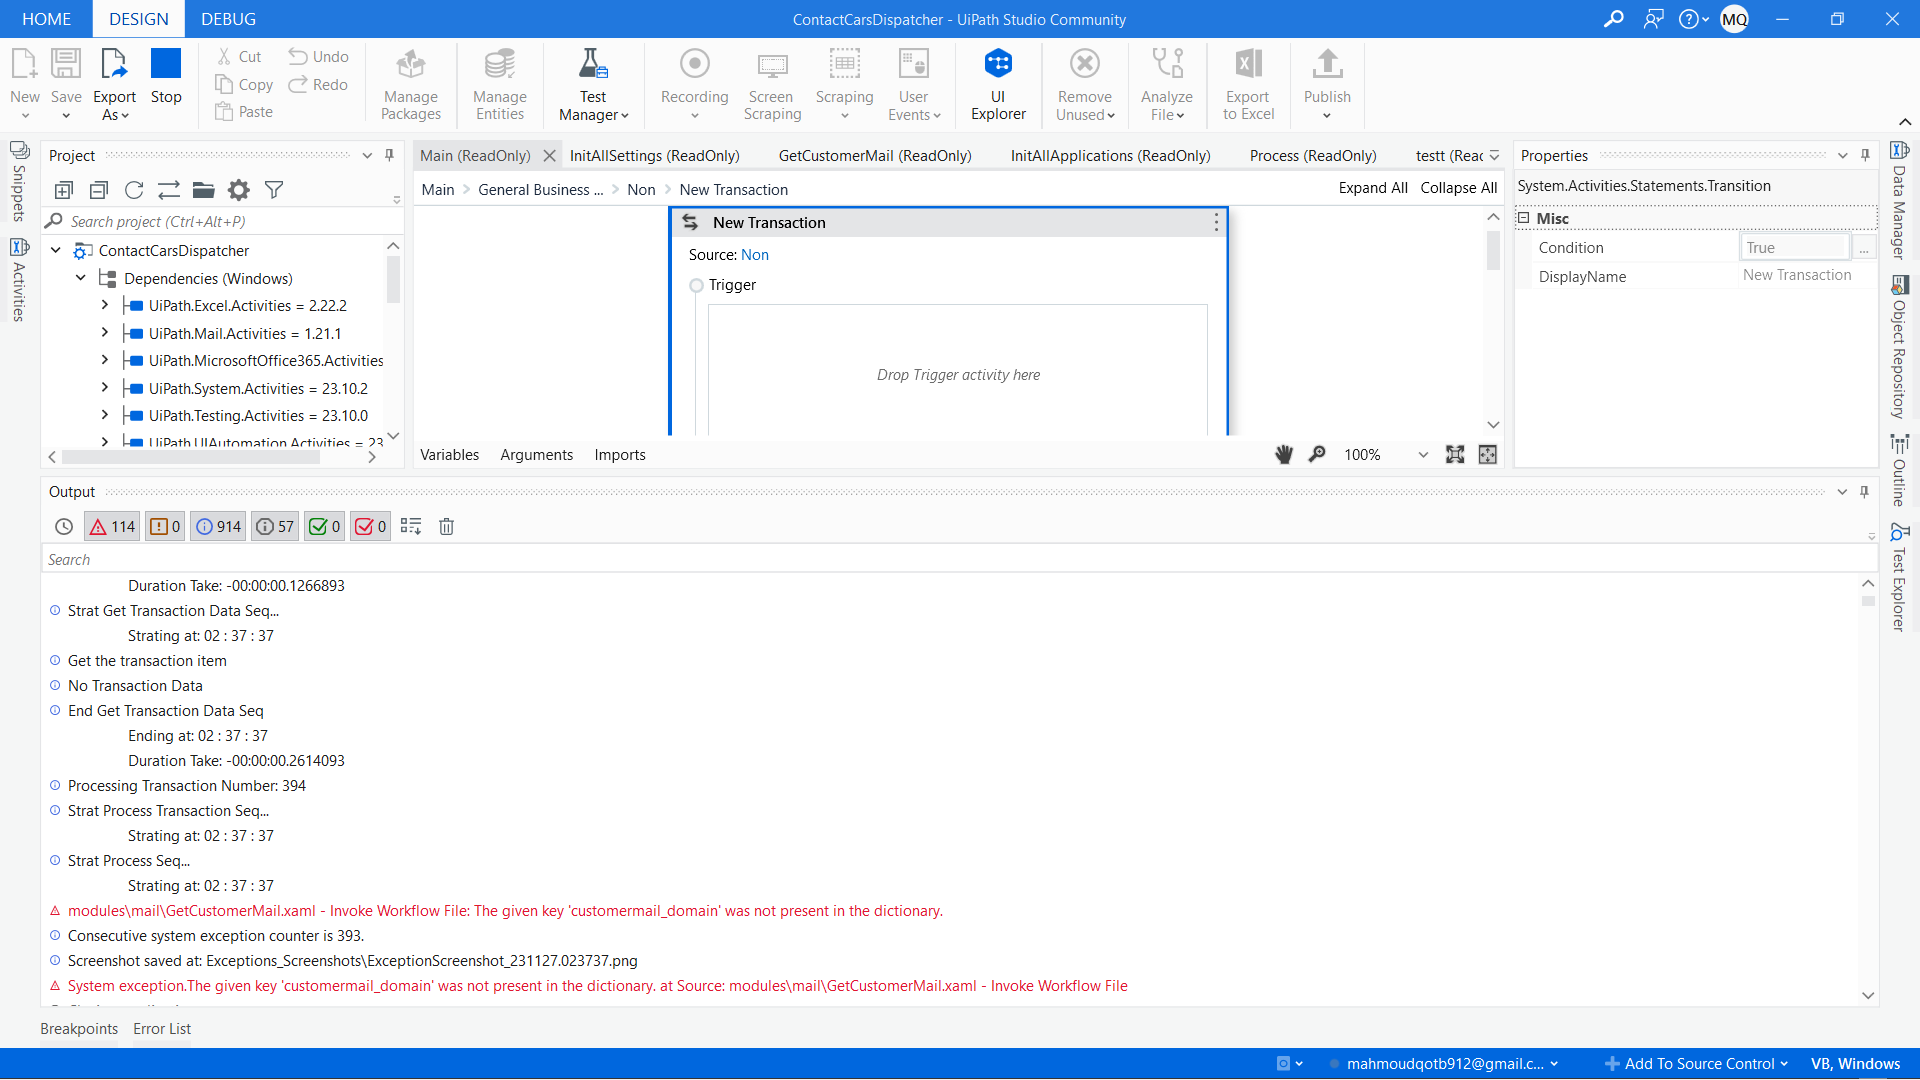 HOME DESIGN DEBUG ContactCarsDispatcher - UiPath Studio Community MQ
New Save Export As Stop
Cut Undo
Copy Redo
Paste
Manage Packages
Manage Entities
Test Manager
Recording
Screen Scraping
Scraping
User Events
UI Explorer
Remove Unused
Analyze File
Export to Excel
Publish
Snippets
Activities
Project
Search project (Ctrl+Alt+P)
ContactCarsDispatcher
Dependencies (Windows)
UiPath.Excel.Activities = 2.22.2
UiPath.Mail.Activities = 1.21.1
UiPath.MicrosoftOffice365.Activities
UiPath.System.Activities = 23.10.2
UiPath.Testing.Activities = 23.10.0
UiPath.UIAutomation.Activities = 23
Main (ReadOnly) InitAllSettings (ReadOnly) GetCustomerMail (ReadOnly) InitAllApplications (ReadOnly) Process (ReadOnly) testt (Reac
Main > General Business ... > Non > New Transaction Expand All Collapse All
New Transaction
Source: Non
Trigger
Drop Trigger activity here
Variables Arguments Imports 100%
Properties
System.Activities.Statements.Transition
Misc
Condition True ...
DisplayName New Transaction
Data Manager
Object Repository
Outline
Test Explorer
Output
114 0 914 57 0 0
Search
Duration Take: -00:00:00.1266893
Strat Get Transaction Data Seq...
Strating at: 02 : 37 : 37
Get the transaction item
No Transaction Data
End Get Transaction Data Seq
Ending at: 02 : 37 : 37
Duration Take: -00:00:00.2614093
Processing Transaction Number: 394
Strat Process Transaction Seq...
Strating at: 02 : 37 : 37
Strat Process Seq...
Strating at: 02 : 37 : 37
modules\mail\GetCustomerMail.xaml - Invoke Workflow File: The given key 'customermail_domain' was not present in the dictionary.
Consecutive system exception counter is 393.
Screenshot saved at: Exceptions_Screenshots\ExceptionScreenshot_231127.023737.png
System exception.The given key 'customermail_domain' was not present in the dictionary. at Source: modules\mail\GetCustomerMail.xaml - Invoke Workflow File
Breakpoints Error List
mahmoudqotb912@gmail.c... Add To Source Control VB, Windows